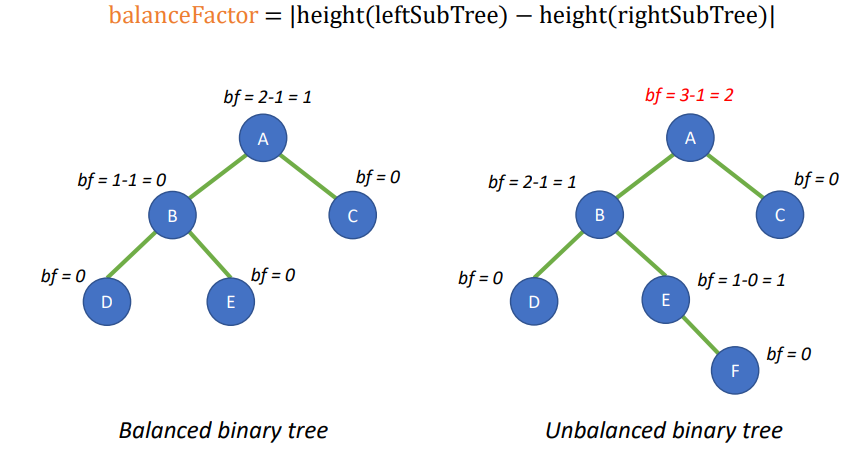 balanceFactor = |height(leftSubTree) − height(rightSubTree)|
bf = 2-1 = 1
A
bf = 1-1 = 0
B
bf = 0
C
bf = 0
D
bf = 0
E
Balanced binary tree
bf = 3-1 = 2
A
bf = 2-1 = 1
B
bf = 0
C
bf = 0
D
bf = 1-0 = 1
E
bf = 0
F
Unbalanced binary tree